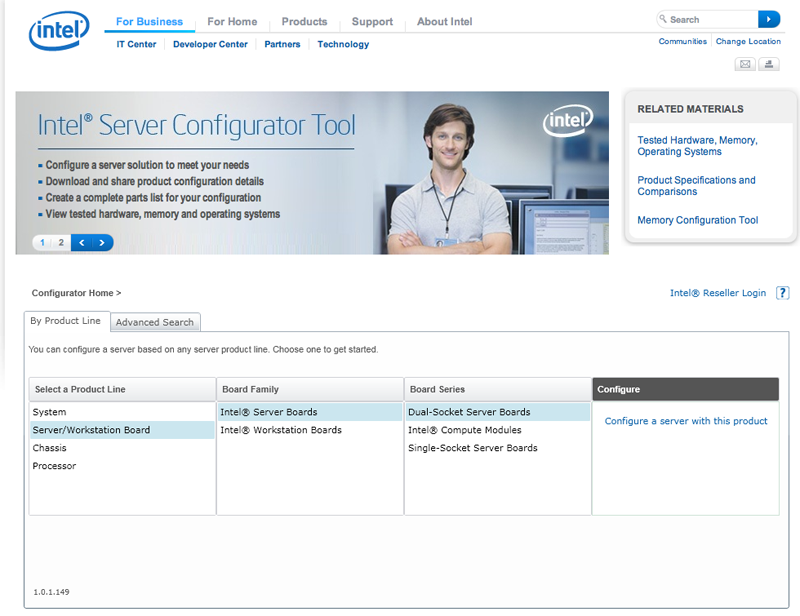 intel
For Business
For Home
Products
Support
About Intel
Search
IT Center
Developer Center
Partners
Technology
Communities
Change Location
Intel® Server Configurator Tool
Configure a server solution to meet your needs
Download and share product configuration details
Create a complete parts list for your configuration
View tested hardware, memory and operating systems
1 2 < >
intel
RELATED MATERIALS
Tested Hardware, Memory,
Operating Systems
Product Specifications and
Comparisons
Memory Configuration Tool
Configurator Home >
Intel® Reseller Login ?
By Product Line
Advanced Search
You can configure a server based on any server product line. Choose one to get started.
Select a Product Line
System
Server/Workstation Board
Chassis
Processor
Board Family
Intel® Server Boards
Intel® Workstation Boards
Board Series
Dual-Socket Server Boards
Intel® Compute Modules
Single-Socket Server Boards
Configure
Configure a server with this product
1.0.1.149